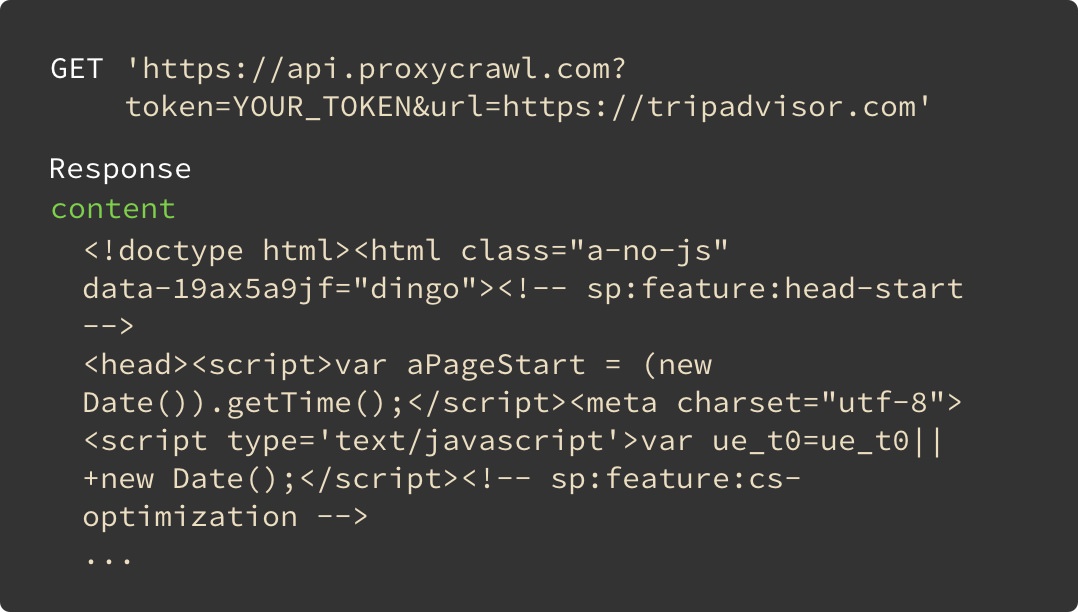 GET 'https://api.proxycrawl.com?
token=YOUR_TOKEN&url=https://tripadvisor.com'
Response
content
<!doctype html><html class="a-no-js"
data-19ax5a9jf="dingo"><!-- sp:feature:head-start
-->
<head><script>var aPageStart = (new
Date()).getTime();</script><meta charset="utf-8">
<script type='text/javascript'>var ue_t0=ue_t0||
+new Date();</script><!-- sp:feature:cs-
optimization -->
...